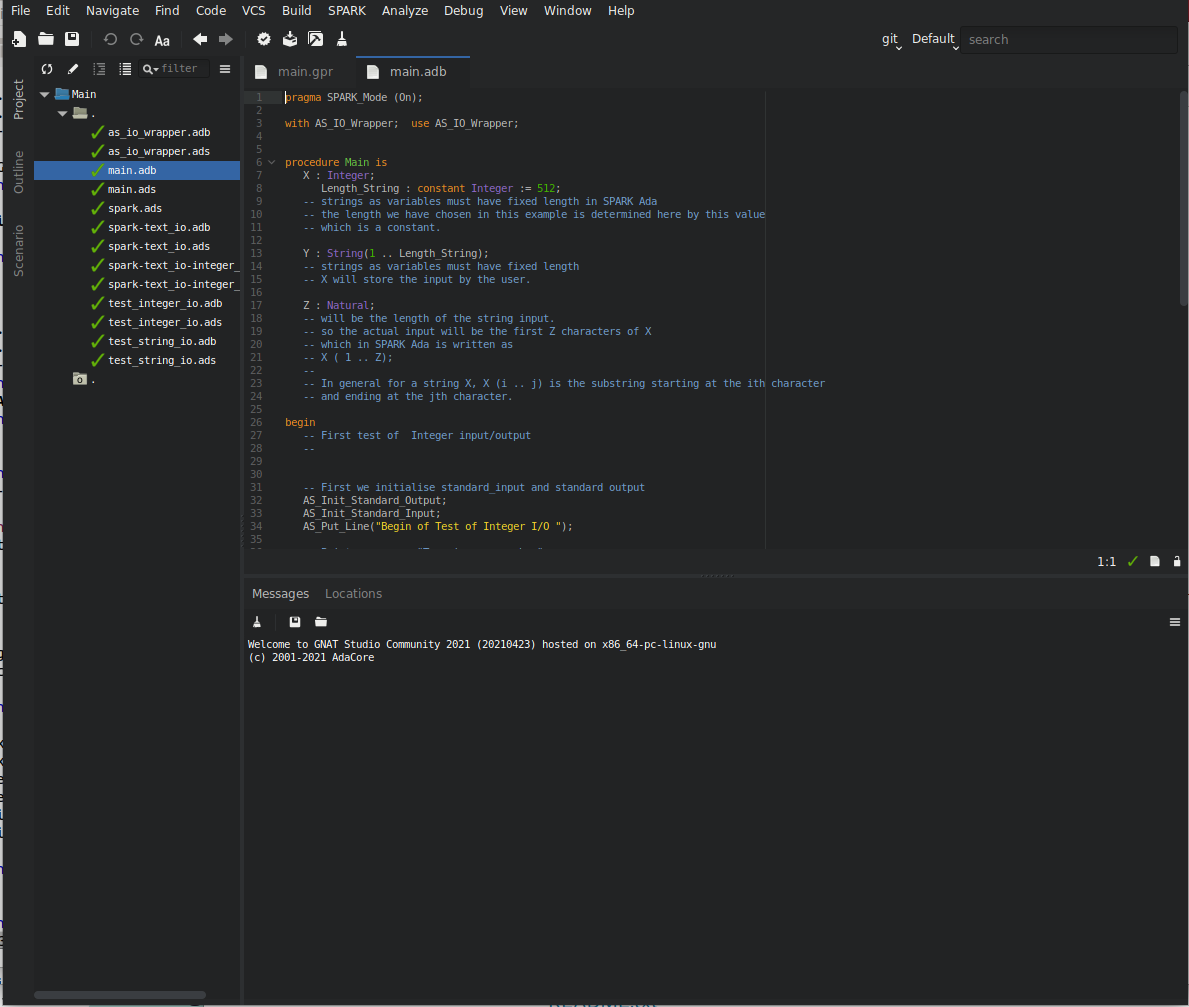 File Edit Navigate Find Code VCS Build SPARK Analyze Debug View Window Help
Aa git Default search
Project
Outline
Scenario
filter
Main
.
as_io_wrapper.adb
as_io_wrapper.ads
main.adb
main.ads
spark.ads
spark-text_io.adb
spark-text_io.ads
spark-text_io-integer_
spark-text_io-integer_
test_integer_io.adb
test_integer_io.ads
test_string_io.adb
test_string_io.ads
.
main.gpr main.adb
1 pragma SPARK_Mode (On);
2
3 with AS_IO_Wrapper;  use AS_IO_Wrapper;
4
5
6 procedure Main is
7 X : Integer;
8 Length_String : constant Integer := 512;
9 -- strings as variables must have fixed length in SPARK Ada
10 -- the length we have chosen in this example is determined here by this value
11 -- which is a constant.
12
13 Y : String(1 .. Length_String);
14 -- strings as variables must have fixed length
15 -- X will store the input by the user.
16
17 Z : Natural;
18 -- will be the length of the string input.
19 -- so the actual input will be the first Z characters of X
20 -- which in SPARK Ada is written as
21 -- X ( 1 .. Z);
22 --
23 -- In general for a string X, X (i .. j) is the substring starting at the ith character
24 -- and ending at the jth character.
25
26 begin
27 -- First test of  Integer input/output
28 --
29
30
31 -- First we initialise standard_input and standard output
32 AS_Init_Standard_Output;
33 AS_Init_Standard_Input;
34 AS_Put_Line("Begin of Test of Integer I/O ");
35
1:1
Messages Locations
Welcome to GNAT Studio Community 2021 (20210423) hosted on x86_64-pc-linux-gnu
(c) 2001-2021 AdaCore